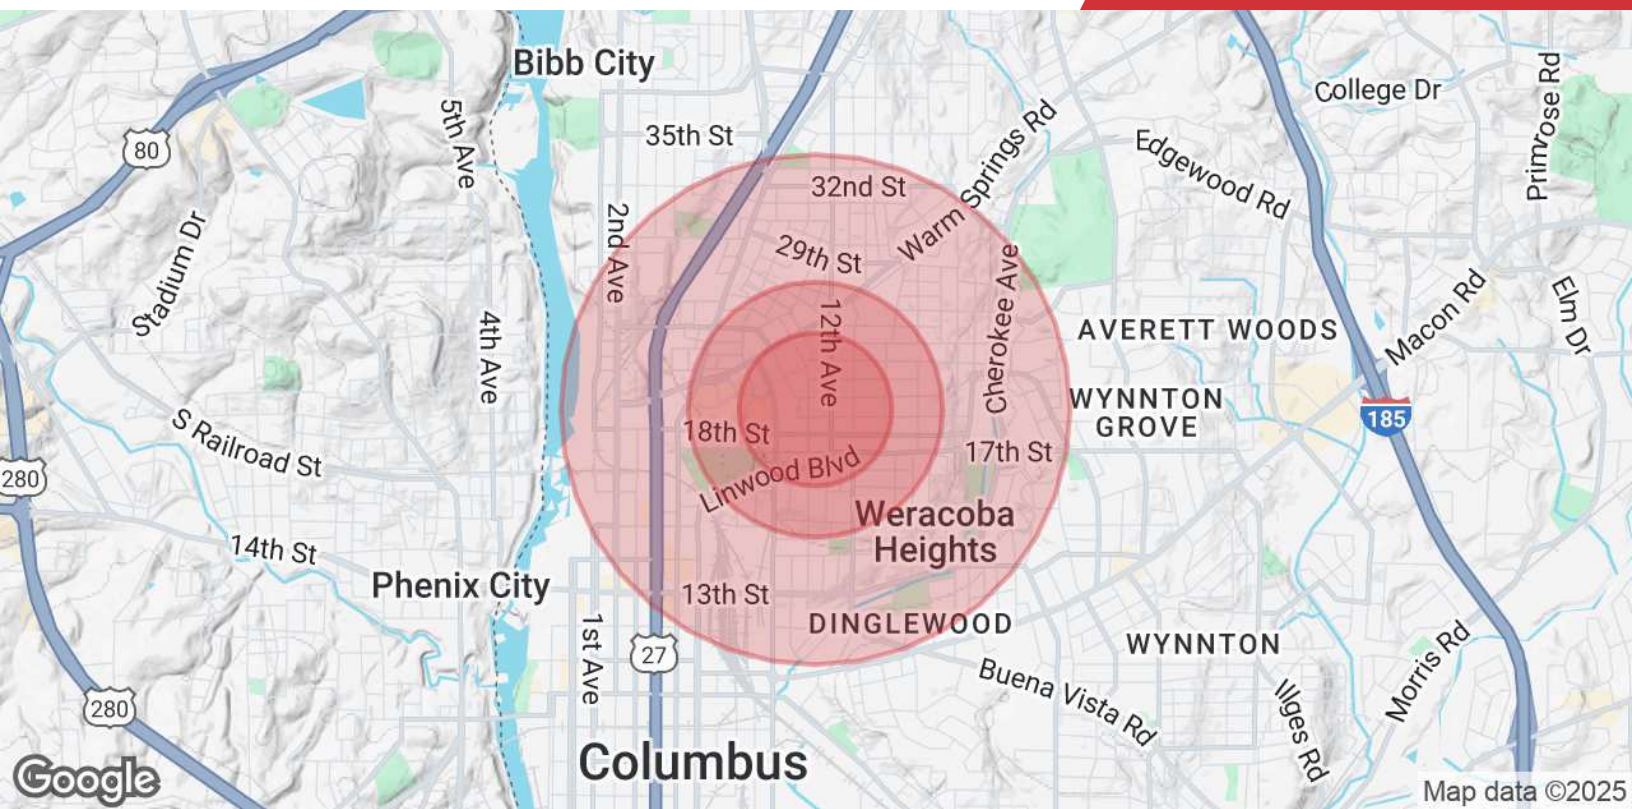 Bibb City
College Dr
Primrose Rd
5th Ave
35th St
80
Edgewood Rd
Warm Springs Rd
32nd St
2nd Ave
29th St
Stadium Dr
Cherokee Ave
12th Ave
4th Ave
AVERETT WOODS
Macon Rd
Elm Dr
WYNNTON
GROVE
185
S Railroad St
18th St
17th St
Linwood Blvd
280
Weracoba
Heights
14th St
Phenix City
13th St
DINGLEWOOD
1st Ave
27
WYNNTON
Morris Rd
Buena Vista Rd
Illges Rd
280
Columbus
Google
Map data ©2025